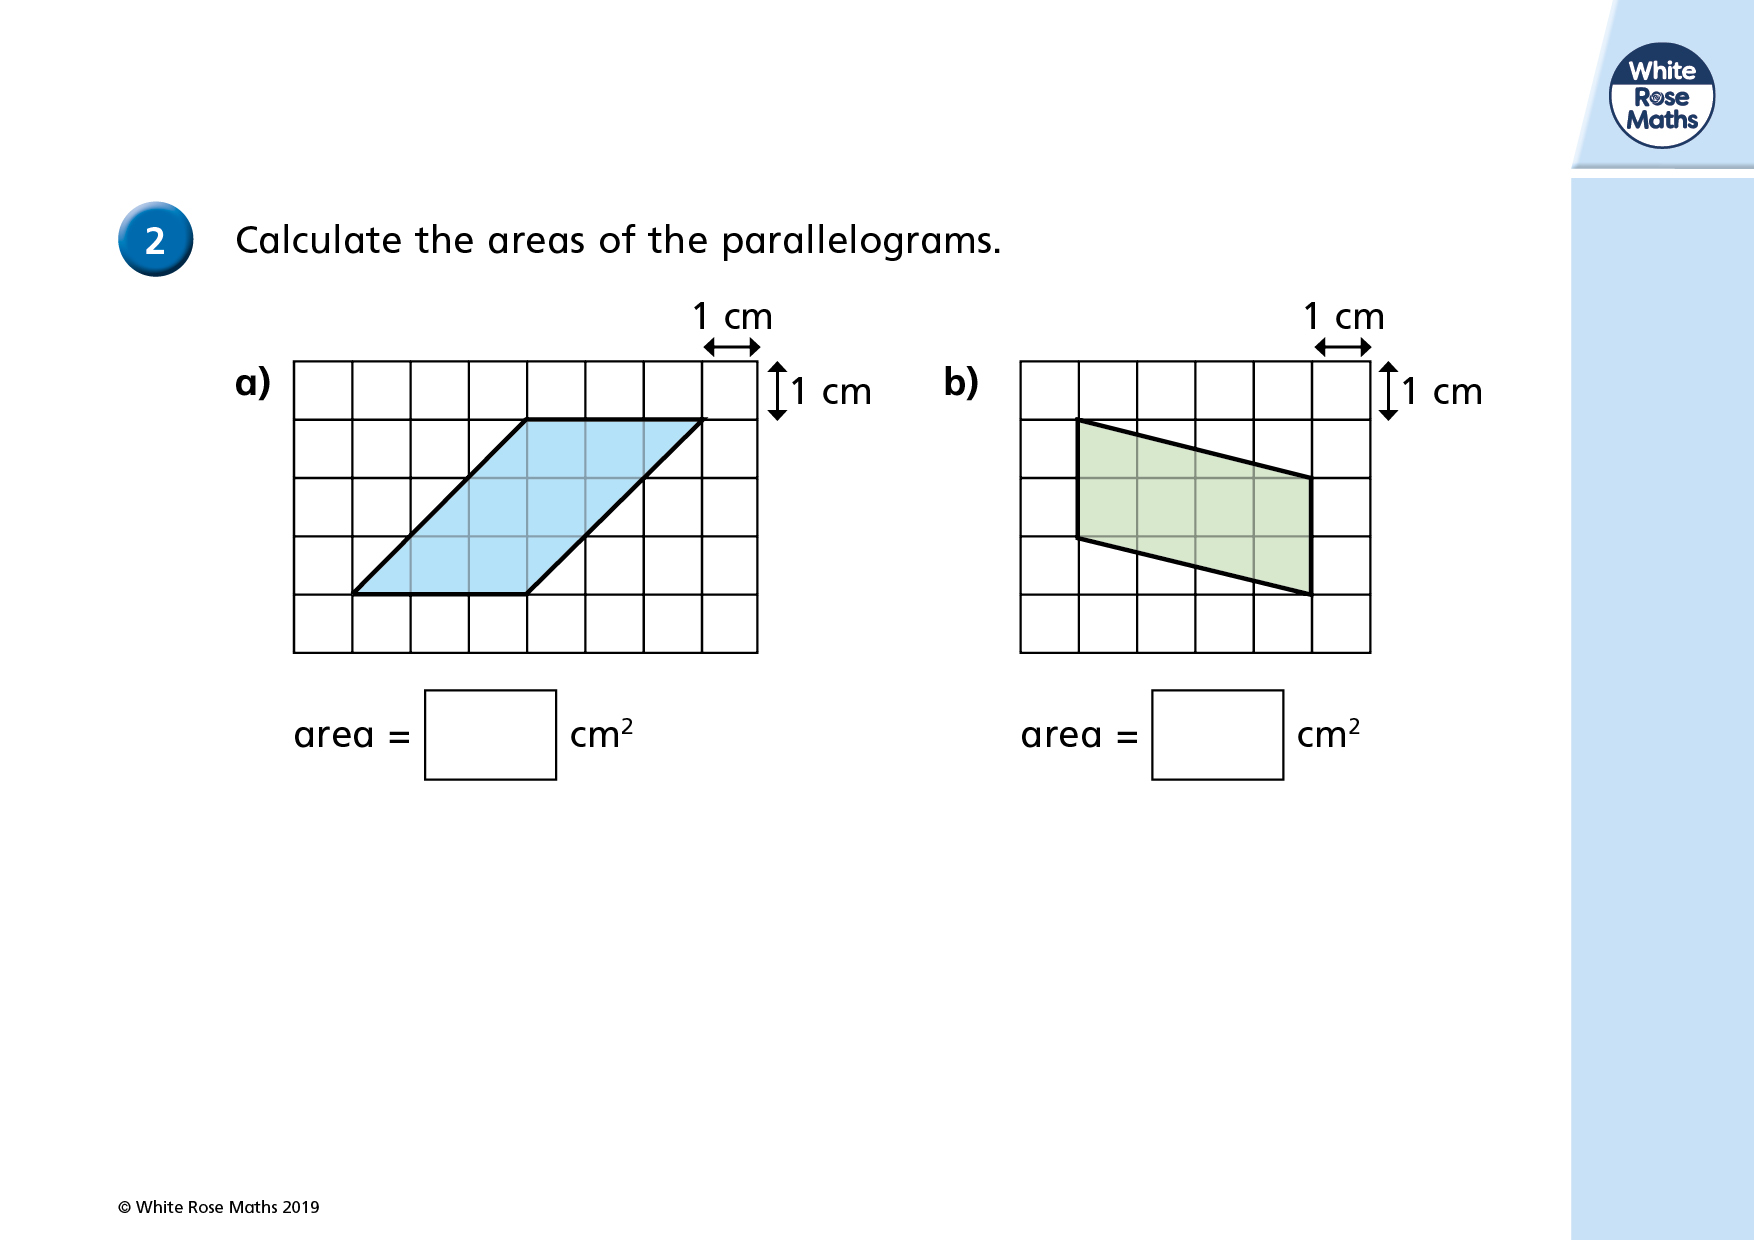 White
Rose
Maths
2 Calculate the areas of the parallelograms.
1 cm
a) 1 cm
area = cm²
1 cm
b) 1 cm
area = cm²
© White Rose Maths 2019